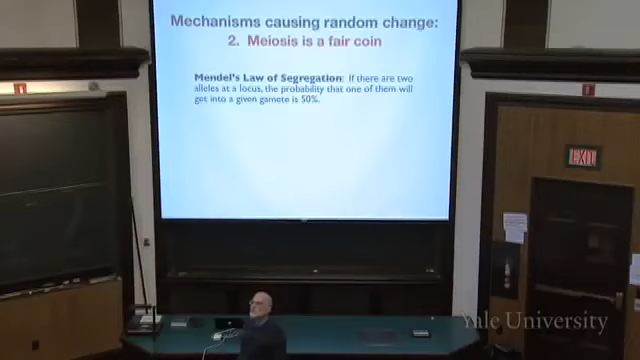 Mechanisms causing random change:
2. Meiosis is a fair coin
Mendel's Law of Segregation: If there are two
alleles at a locus, the probability that one of them will
get into a given gamete is 50%.
EXIT
Yale University